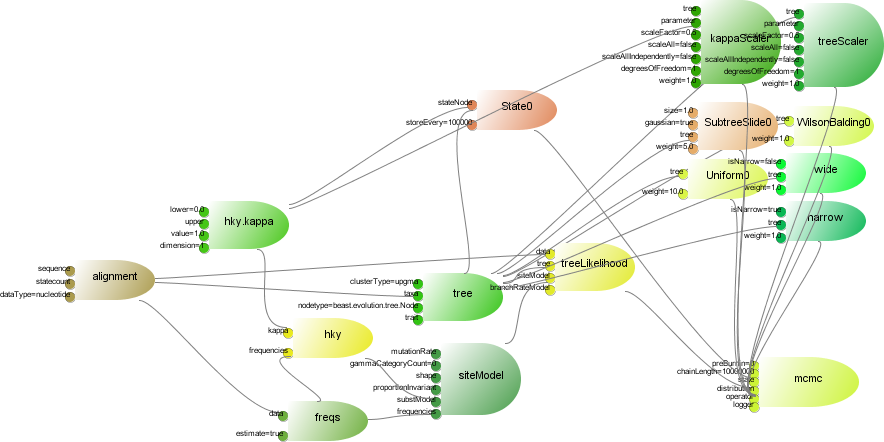 tree
parameter
scaleFactor=0.5
scaleAll=false
scaleAllIndependently=false
degreesOfFreedom=1
weight=1.0
kappaScaler
tree
parameter
scaleFactor=0.5
scaleAll=false
scaleAllIndependently=false
degreesOfFreedom=1
weight=1.0
treeScaler
stateNode
storeEvery=100000
State0
size=1.0
gaussian=true
tree
weight=5.0
SubtreeSlide0
tree
weight=1.0
WilsonBalding0
tree
weight=10.0
Uniform0
isNarrow=false
tree
weight=1.0
wide
isNarrow=true
tree
weight=1.0
narrow
lower=0.0
upper
value=1.0
dimension=1
hky.kappa
sequence
statecount
dataType=nucleotide
alignment
clusterType=upgma
taxa
nodetype=beast.evolution.tree.Node
trait
tree
data
tree
siteModel
branchRateModel
treeLikelihood
kappa
frequencies
hky
mutationRate
gammaCategoryCount=0
shape
proportionInvariant
substModel
frequencies
siteModel
data
estimate=true
freqs
chainLength=1000000
state
distribution
operator
logger
mcmc